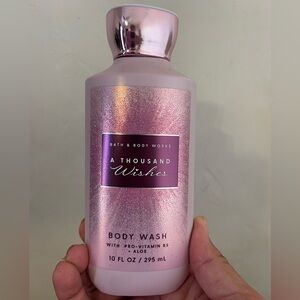 BATH & BODY WORKS
A THOUSAND
Wishes
BODY WASH
WITH PRO-VITAMIN B5
+ ALOE
10 FL OZ / 295 mL